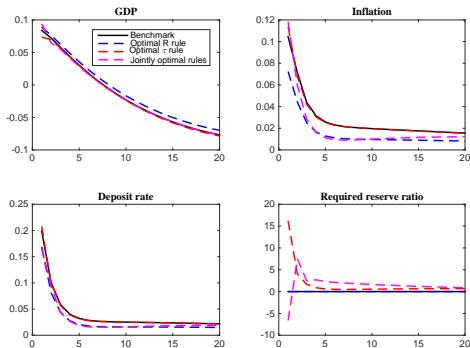 GDP
0.1
0.05
0
-0.05
-0.1
0 5 10 15 20
Benchmark
Optimal R rule
Optimal τ rule
Jointly optimal rules
Inflation
0.12
0.1
0.08
0.06
0.04
0.02
0
0 5 10 15 20
Deposit rate
0.25
0.2
0.15
0.1
0.05
0
0 5 10 15 20
Required reserve ratio
20
15
10
5
0
-5
-10
0 5 10 15 20